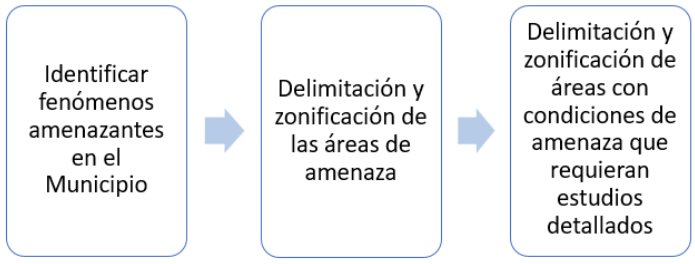 Identificar
fenómenos
amenazantes
en el
Municipio
Delimitación y
zonificación de
las áreas de
amenaza
Delimitación y
zonificación de
áreas con
condiciones de
amenaza que
requieran
estudios
detallados